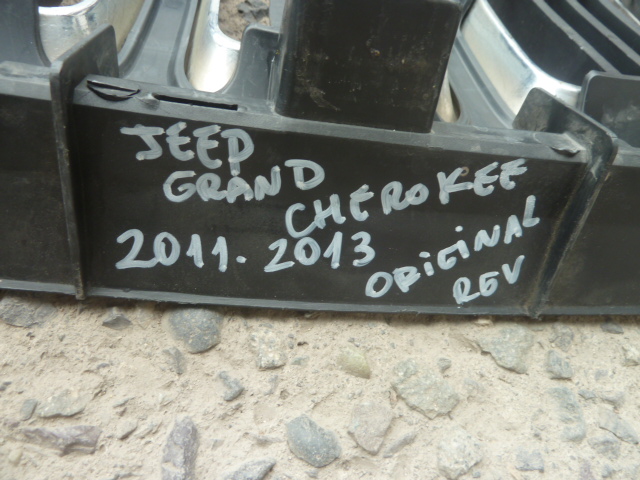 JEEP
GRAND CHEROKEE
2011-2013 ORIGINAL
REV